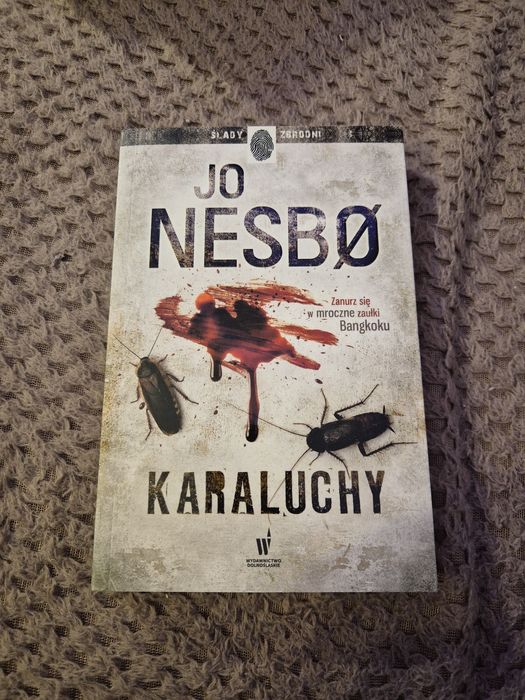 ŚLADY ZBRODNI
JO
NESBØ
Zanurz się
w mroczne zaułki
Bangkoku
KARALUCHY
WYDAWNICTWO
DOLNOŚLĄSKIE